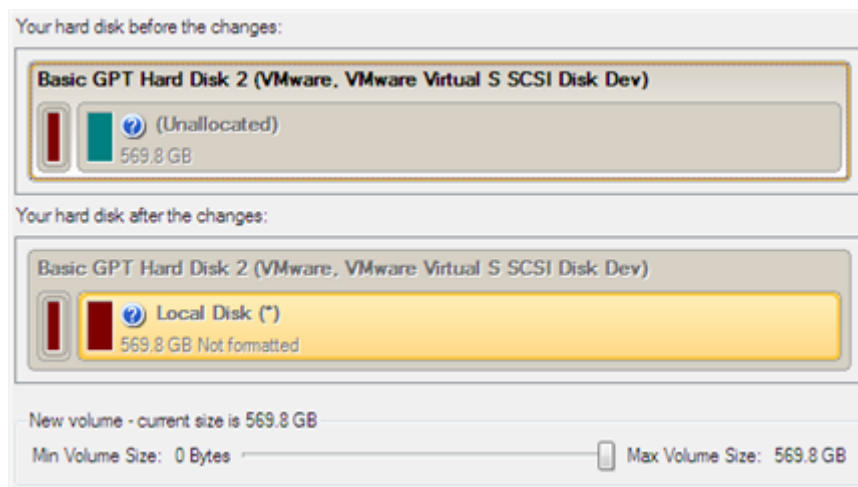 Your hard disk before the changes:
Basic GPT Hard Disk 2 (VMware, VMware Virtual S SCSI Disk Dev)
(Unallocated)
569.8 GB
Your hard disk after the changes:
Basic GPT Hard Disk 2 (VMware, VMware Virtual S SCSI Disk Dev)
Local Disk (*)
569.8 GB Not formatted
New volume - current size is 569.8 GB
Min Volume Size: 0 Bytes Max Volume Size: 569.8 GB